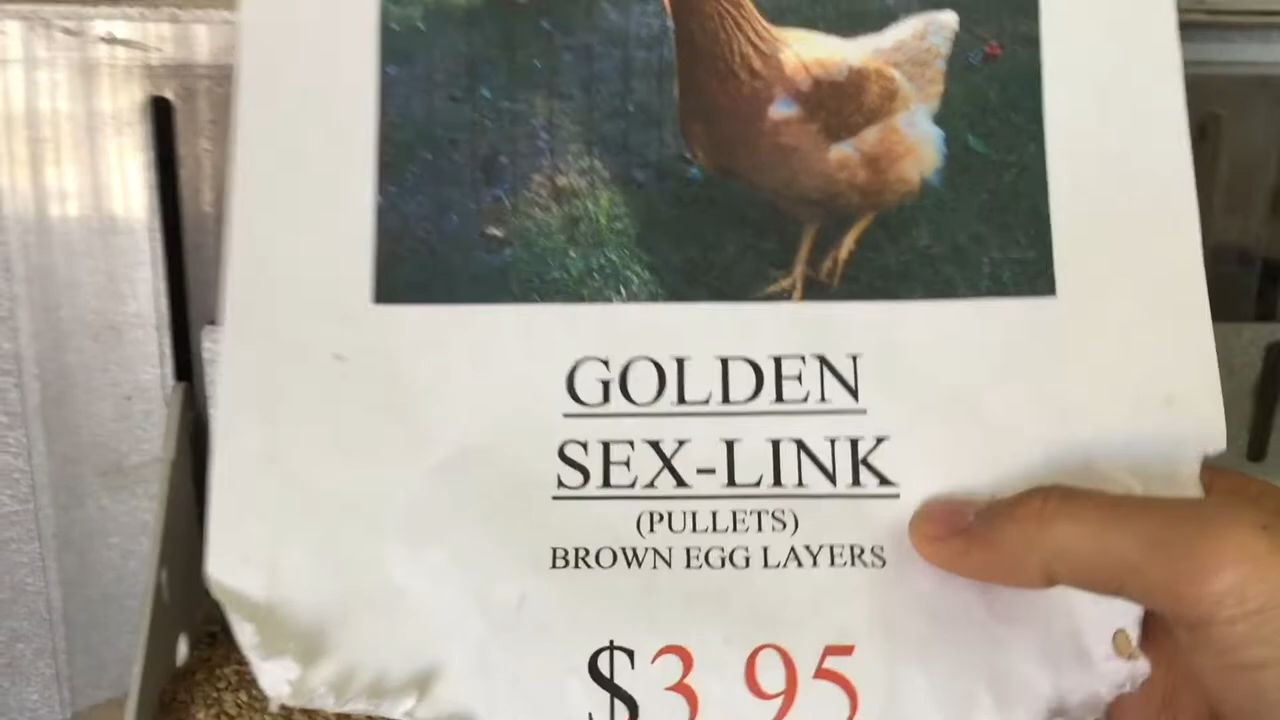 GOLDEN
SEX-LINK
(PULLETS)
BROWN EGG LAYERS
$3.95